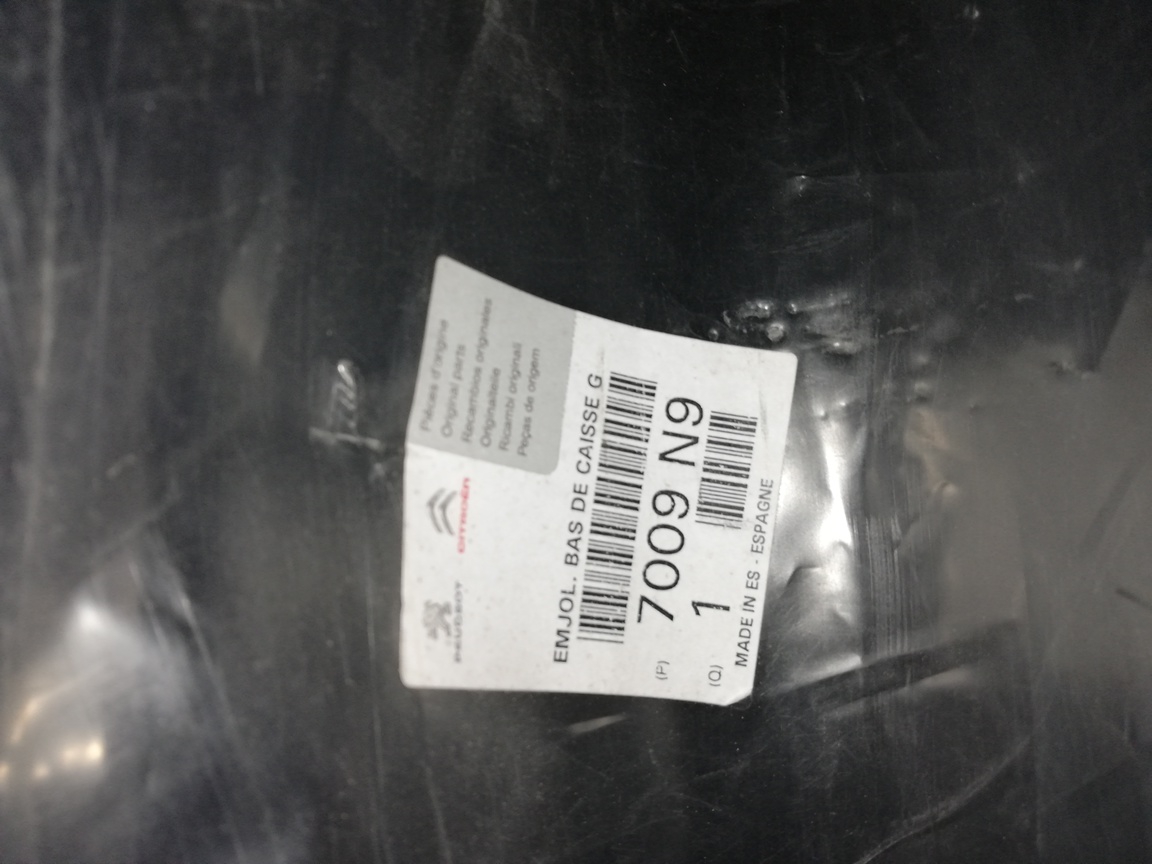 Pièces d'origine
Original parts
Recambios originales
Originalteile
Ricambi originali
Peças de origem
PEUGEOT
CITROËN
EMJOL. BAS DE CAISSE G
(P) 7009 N9
(Q) 1
MADE IN ES - ESPAGNE